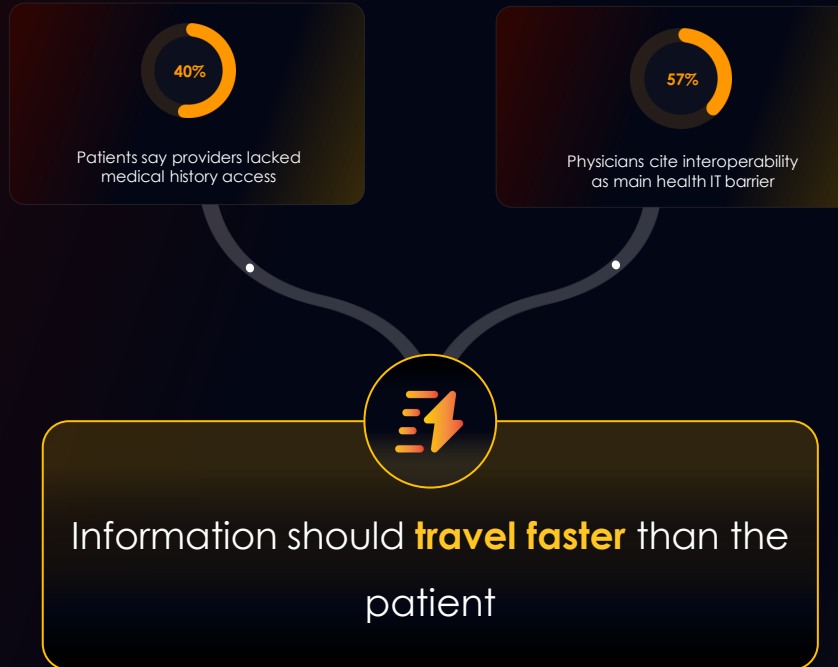 40%
Patients say providers lacked
medical history access
57%
Physicians cite interoperability
as main health IT barrier
Information should travel faster than the
patient